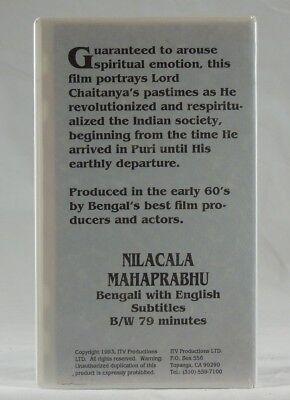 Guaranteed to arouse
spiritual emotion, this
film portrays Lord
Chaitanya's pastimes as He
revolutionized and respiritu-
alized the Indian society,
beginning from the time He
arrived in Puri until His
earthly departure.
Produced in the early 60's
by Bengal's best film pro-
ducers and actors.
NILACALA
MAHAPRABHU
Bengali with English
Subtitles
B/W 79 minutes
Copyright 1993, ITV Productions
LTD. All rights reserved. Warning.
Unauthorized duplication of this
product is expressly prohibited.
ITV Productions LTD.
P.O. Box 556
Topanga, CA 90290
Tel: (310) 559-7100